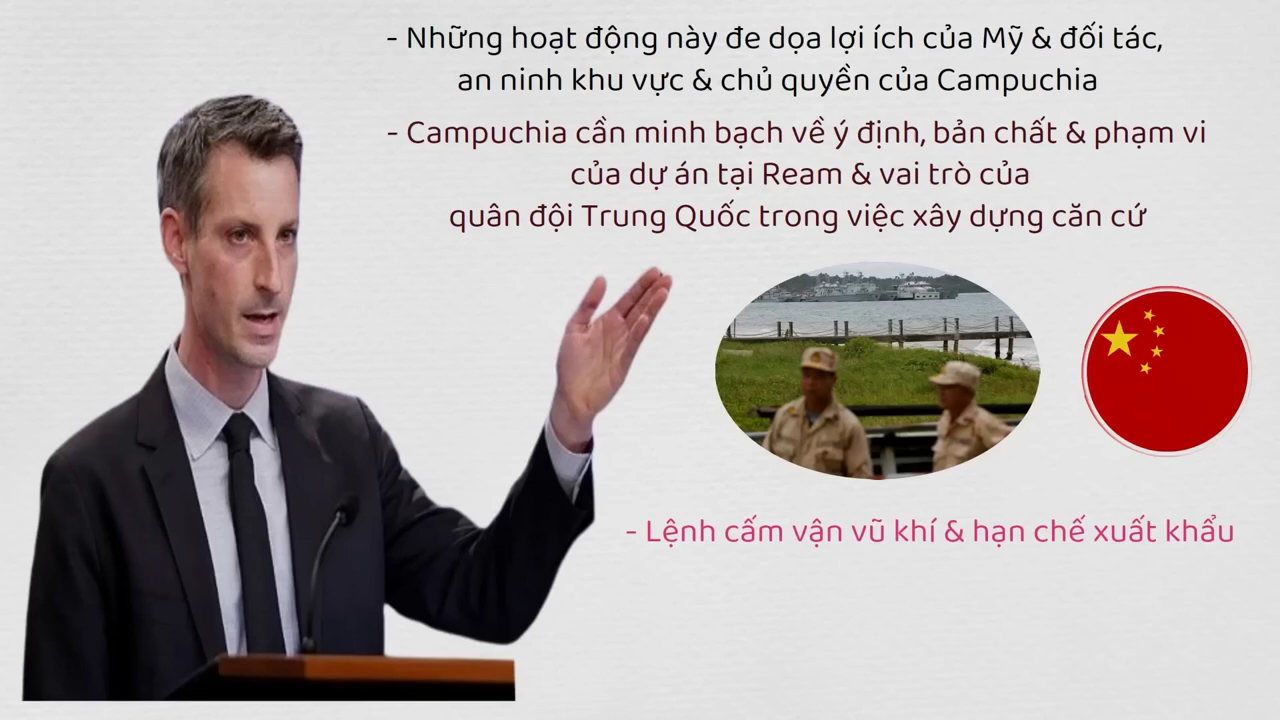 - Những hoạt động này đe dọa lợi ích của Mỹ & đối tác,
an ninh khu vực & chủ quyền của Campuchia
- Campuchia cần minh bạch về ý định, bản chất & phạm vi
của dự án tại Ream & vai trò của
quân đội Trung Quốc trong việc xây dựng căn cứ
- Lệnh cấm vận vũ khí & hạn chế xuất khẩu